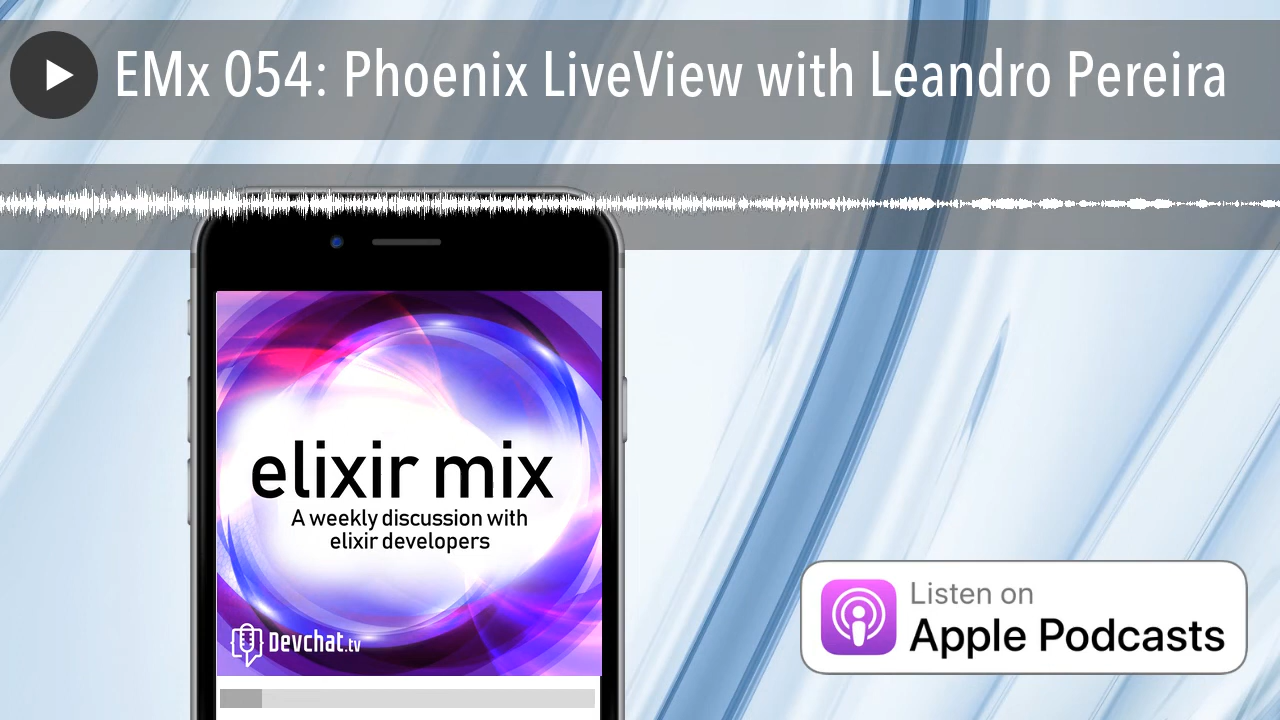 EMx 054: Phoenix LiveView with Leandro Pereira
elixir mix
A weekly discussion with
elixir developers
Devchat.tv
Listen on
Apple Podcasts